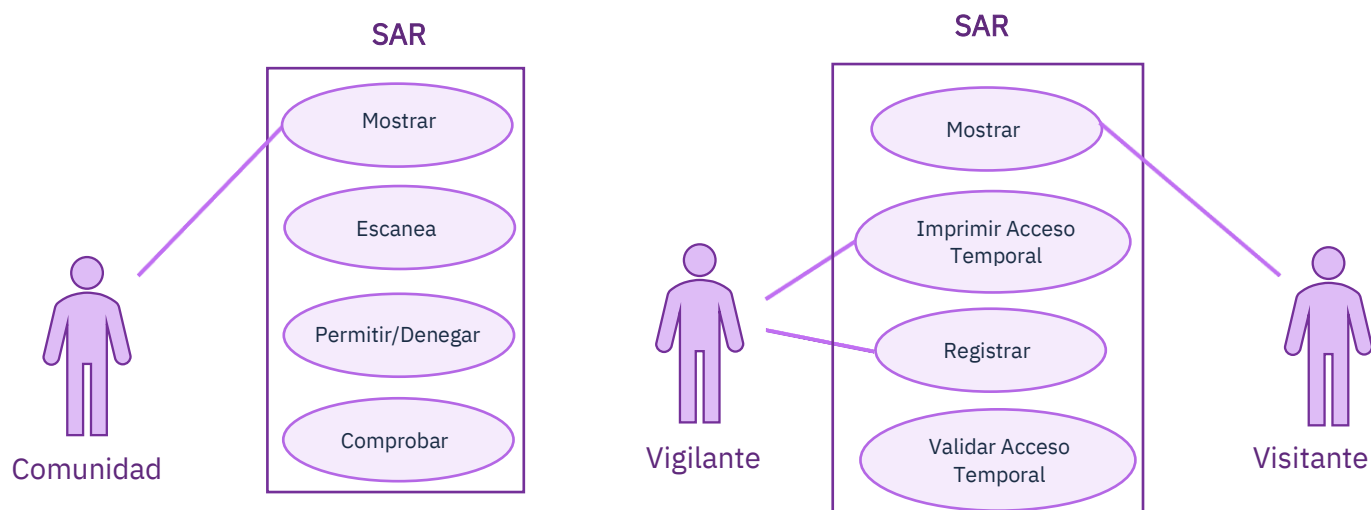 SAR
Mostrar
Escanea
Permitir/Denegar
Comprobar
Comunidad
SAR
Mostrar
Imprimir Acceso
Temporal
Registrar
Validar Acceso
Temporal
Vigilante
Visitante